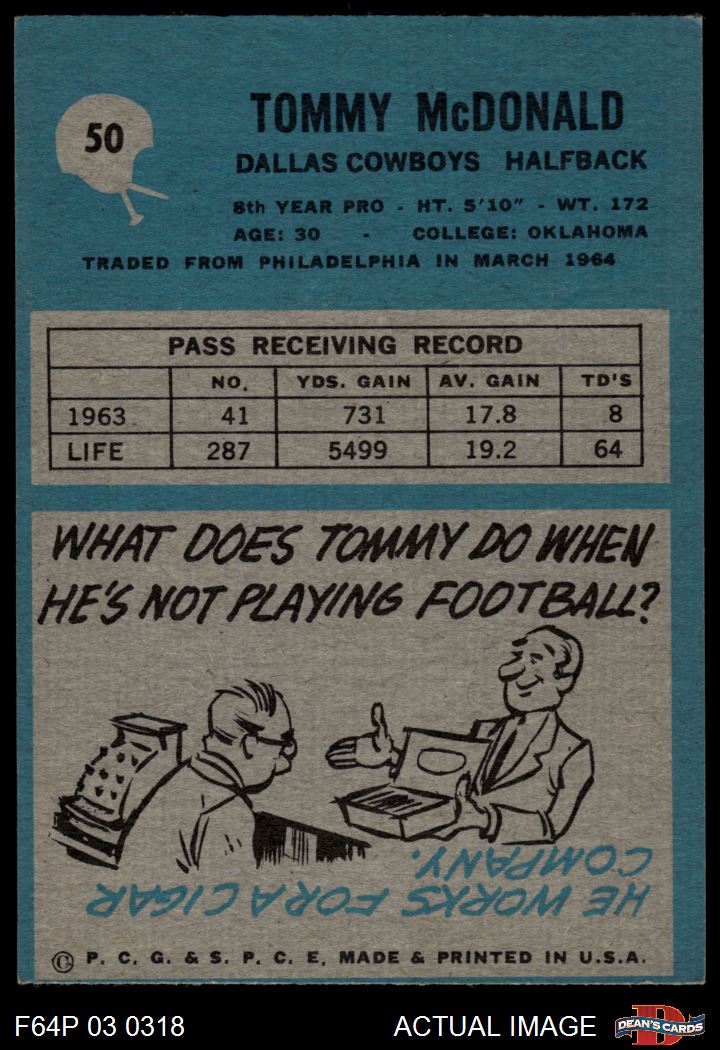 50
TOMMY McDONALD
DALLAS COWBOYS HALFBACK
8th YEAR PRO - HT. 5'10" - WT. 172
AGE: 30 - COLLEGE: OKLAHOMA
TRADED FROM PHILADELPHIA IN MARCH 1964
PASS RECEIVING RECORD
NO. YDS. GAIN AV. GAIN TD'S
1963 41 731 17.8 8
LIFE 287 5499 19.2 64
WHAT DOES TOMMY DO WHEN
HE'S NOT PLAYING FOOTBALL?
HE WORKS FOR A CIGAR
COMPANY.
© P. C. G. & S. P. C. E. MADE & PRINTED IN U.S.A.
F64P 03 0318 ACTUAL IMAGE
D
DEAN'S CARDS